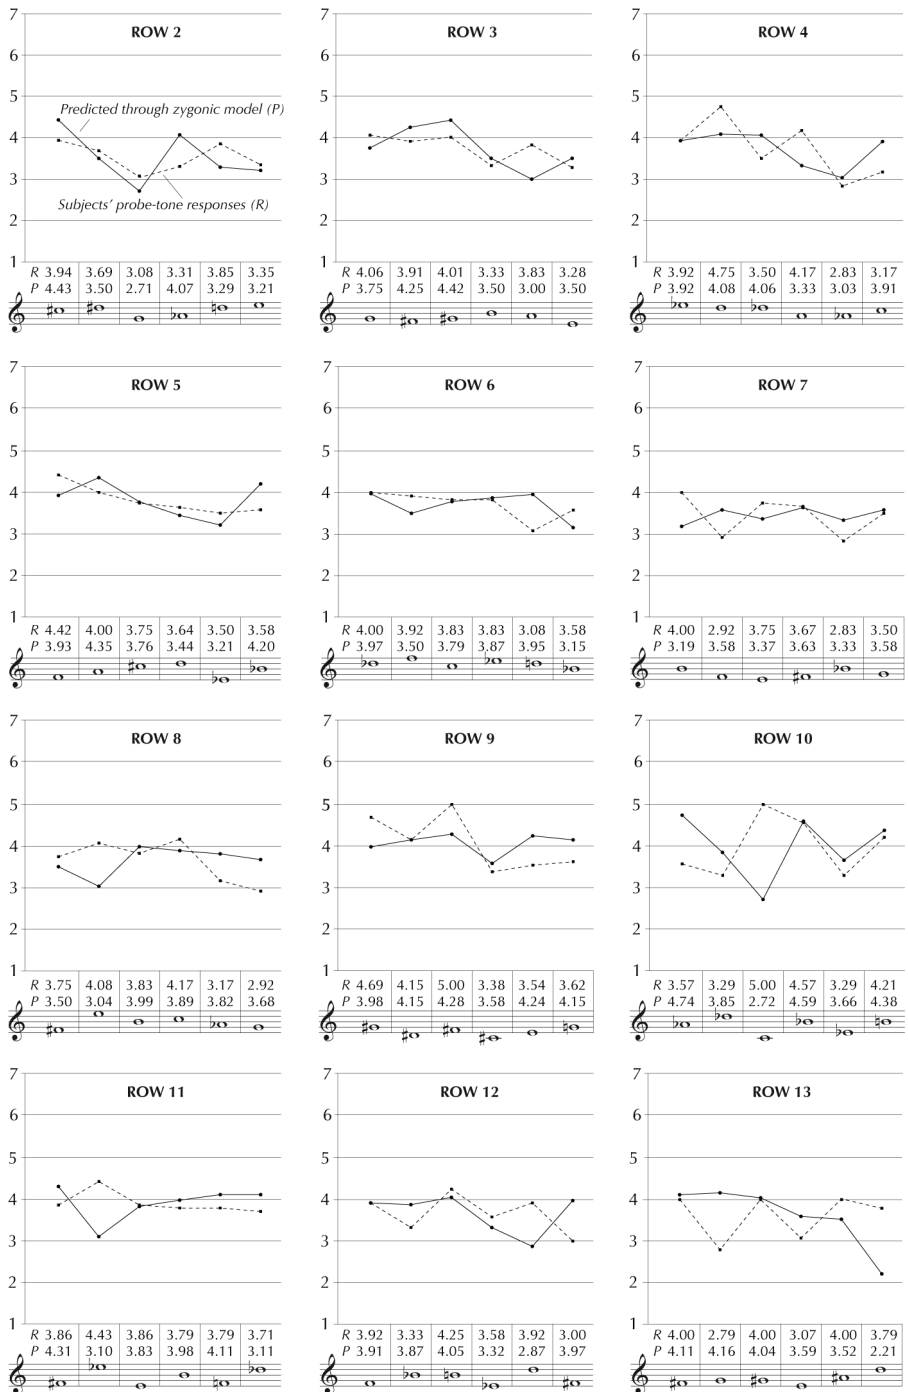 ROW 2
7
6
5
4
3
2
1
Predicted through zygonic model (P)
Subjects' probe-tone responses (R)
R 3.94 3.69 3.08 3.31 3.85 3.35
P 4.43 3.50 2.71 4.07 3.29 3.21
ROW 3
7
6
5
4
3
2
1
R 4.06 3.91 4.01 3.33 3.83 3.28
P 3.75 4.25 4.42 3.50 3.00 3.50
ROW 4
7
6
5
4
3
2
1
R 3.92 4.75 3.50 4.17 2.83 3.17
P 3.92 4.08 4.06 3.33 3.03 3.91
ROW 5
7
6
5
4
3
2
1
R 4.42 4.00 3.75 3.64 3.50 3.58
P 3.93 4.35 3.76 3.44 3.21 4.20
ROW 6
7
6
5
4
3
2
1
R 4.00 3.92 3.83 3.83 3.08 3.58
P 3.97 3.50 3.79 3.87 3.95 3.15
ROW 7
7
6
5
4
3
2
1
R 4.00 2.92 3.75 3.67 2.83 3.50
P 3.19 3.58 3.37 3.63 3.33 3.58
ROW 8
7
6
5
4
3
2
1
R 3.75 4.08 3.83 4.17 3.17 2.92
P 3.50 3.04 3.99 3.89 3.82 3.68
ROW 9
7
6
5
4
3
2
1
R 4.69 4.15 5.00 3.38 3.54 3.62
P 3.98 4.15 4.28 3.58 4.24 4.15
ROW 10
7
6
5
4
3
2
1
R 3.57 3.29 5.00 4.59 3.29 4.21
P 4.74 3.85 2.72 4.59 3.66 4.38
ROW 11
7
6
5
4
3
2
1
R 3.86 4.43 3.86 3.79 3.79 3.71
P 4.31 3.10 3.83 3.98 4.11 3.11
ROW 12
7
6
5
4
3
2
1
R 3.92 3.33 4.25 3.58 3.92 3.00
P 3.91 3.87 4.05 3.32 2.87 3.97
ROW 13
7
6
5
4
3
2
1
R 4.00 2.79 4.00 3.07 4.00 3.79
P 4.11 4.16 4.04 3.59 3.52 2.21